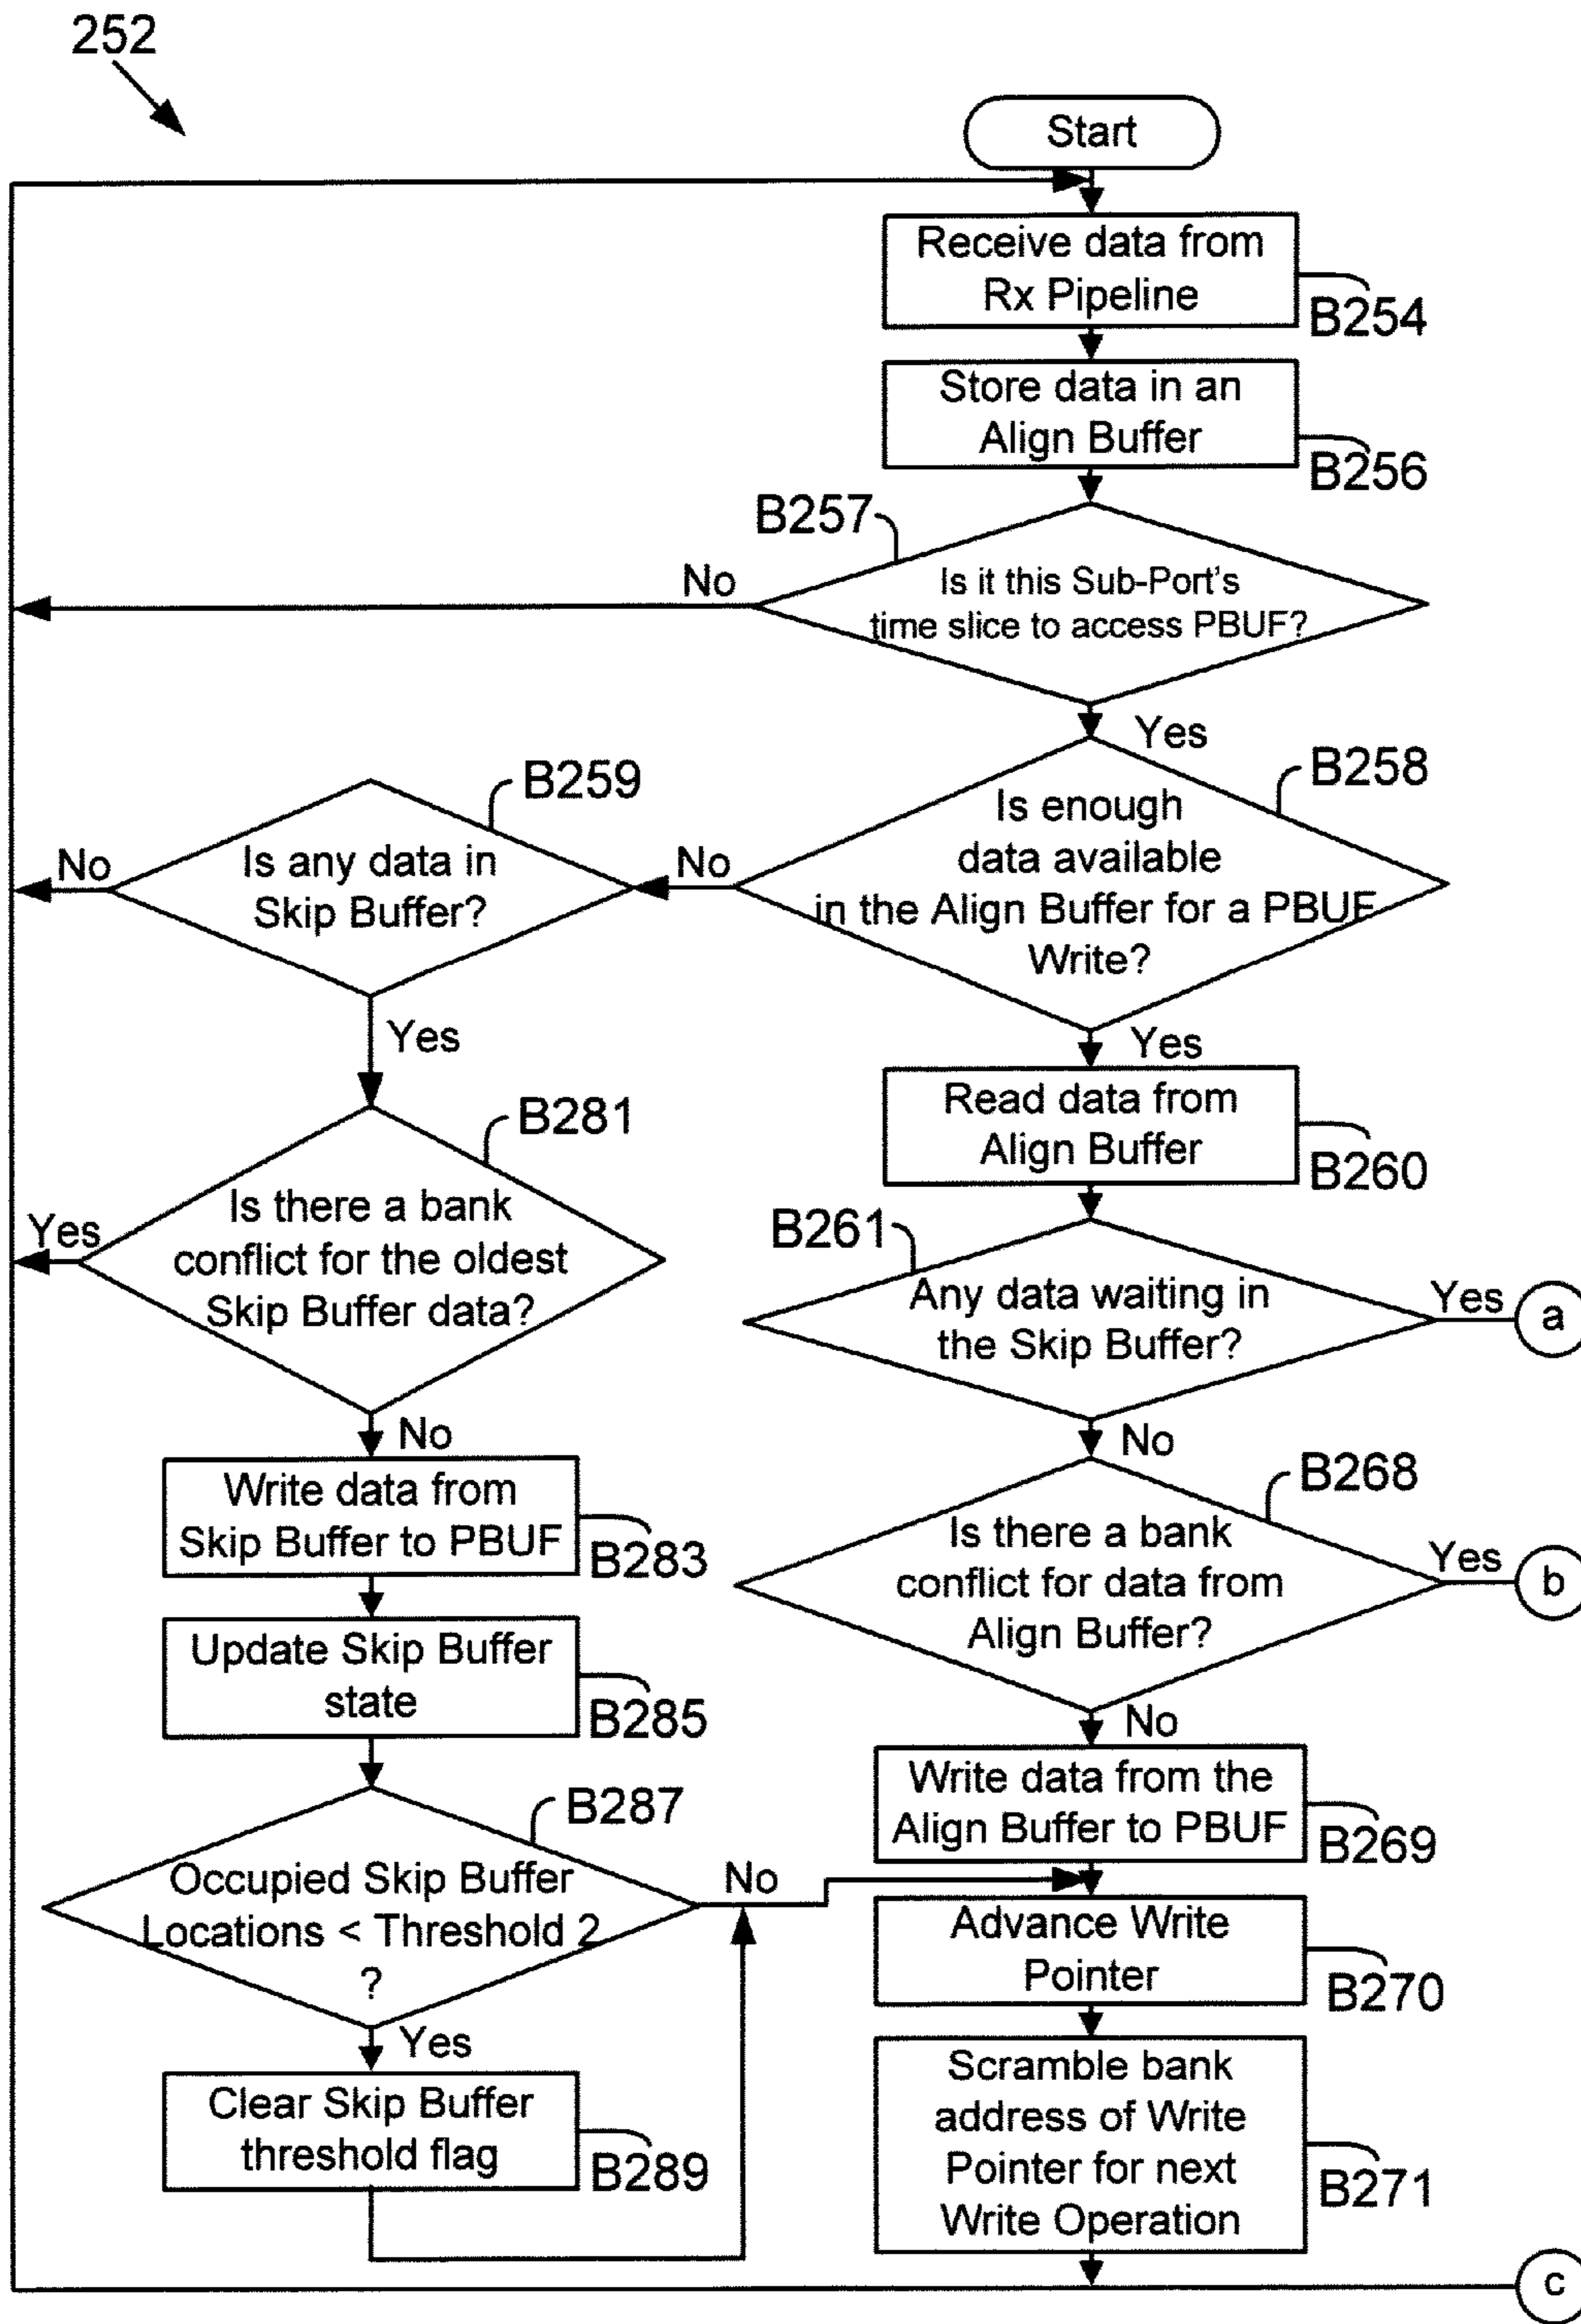 252
Start
Receive data from
Rx Pipeline
B254
Store data in an
Align Buffer
B256
B257
No
Is it this Sub-Port's
time slice to access PBUF?
Yes
B258
Is enough
data available
in the Align Buffer for a PBUF
Write?
No
B259
Is any data in
Skip Buffer?
No
Yes
Yes
Read data from
Align Buffer
B260
B281
Is there a bank
conflict for the oldest
Skip Buffer data?
Yes
No
B261
Any data waiting in
the Skip Buffer?
Yes
a
No
B268
Is there a bank
conflict for data from
Align Buffer?
Yes
b
No
Write data from
Skip Buffer to PBUF
B283
Update Skip Buffer
state
B285
B287
Occupied Skip Buffer
Locations < Threshold 2
?
No
Yes
Clear Skip Buffer
threshold flag
B289
Write data from the
Align Buffer to PBUF
B269
Advance Write
Pointer
B270
Scramble bank
address of Write
Pointer for next
Write Operation
B271
c